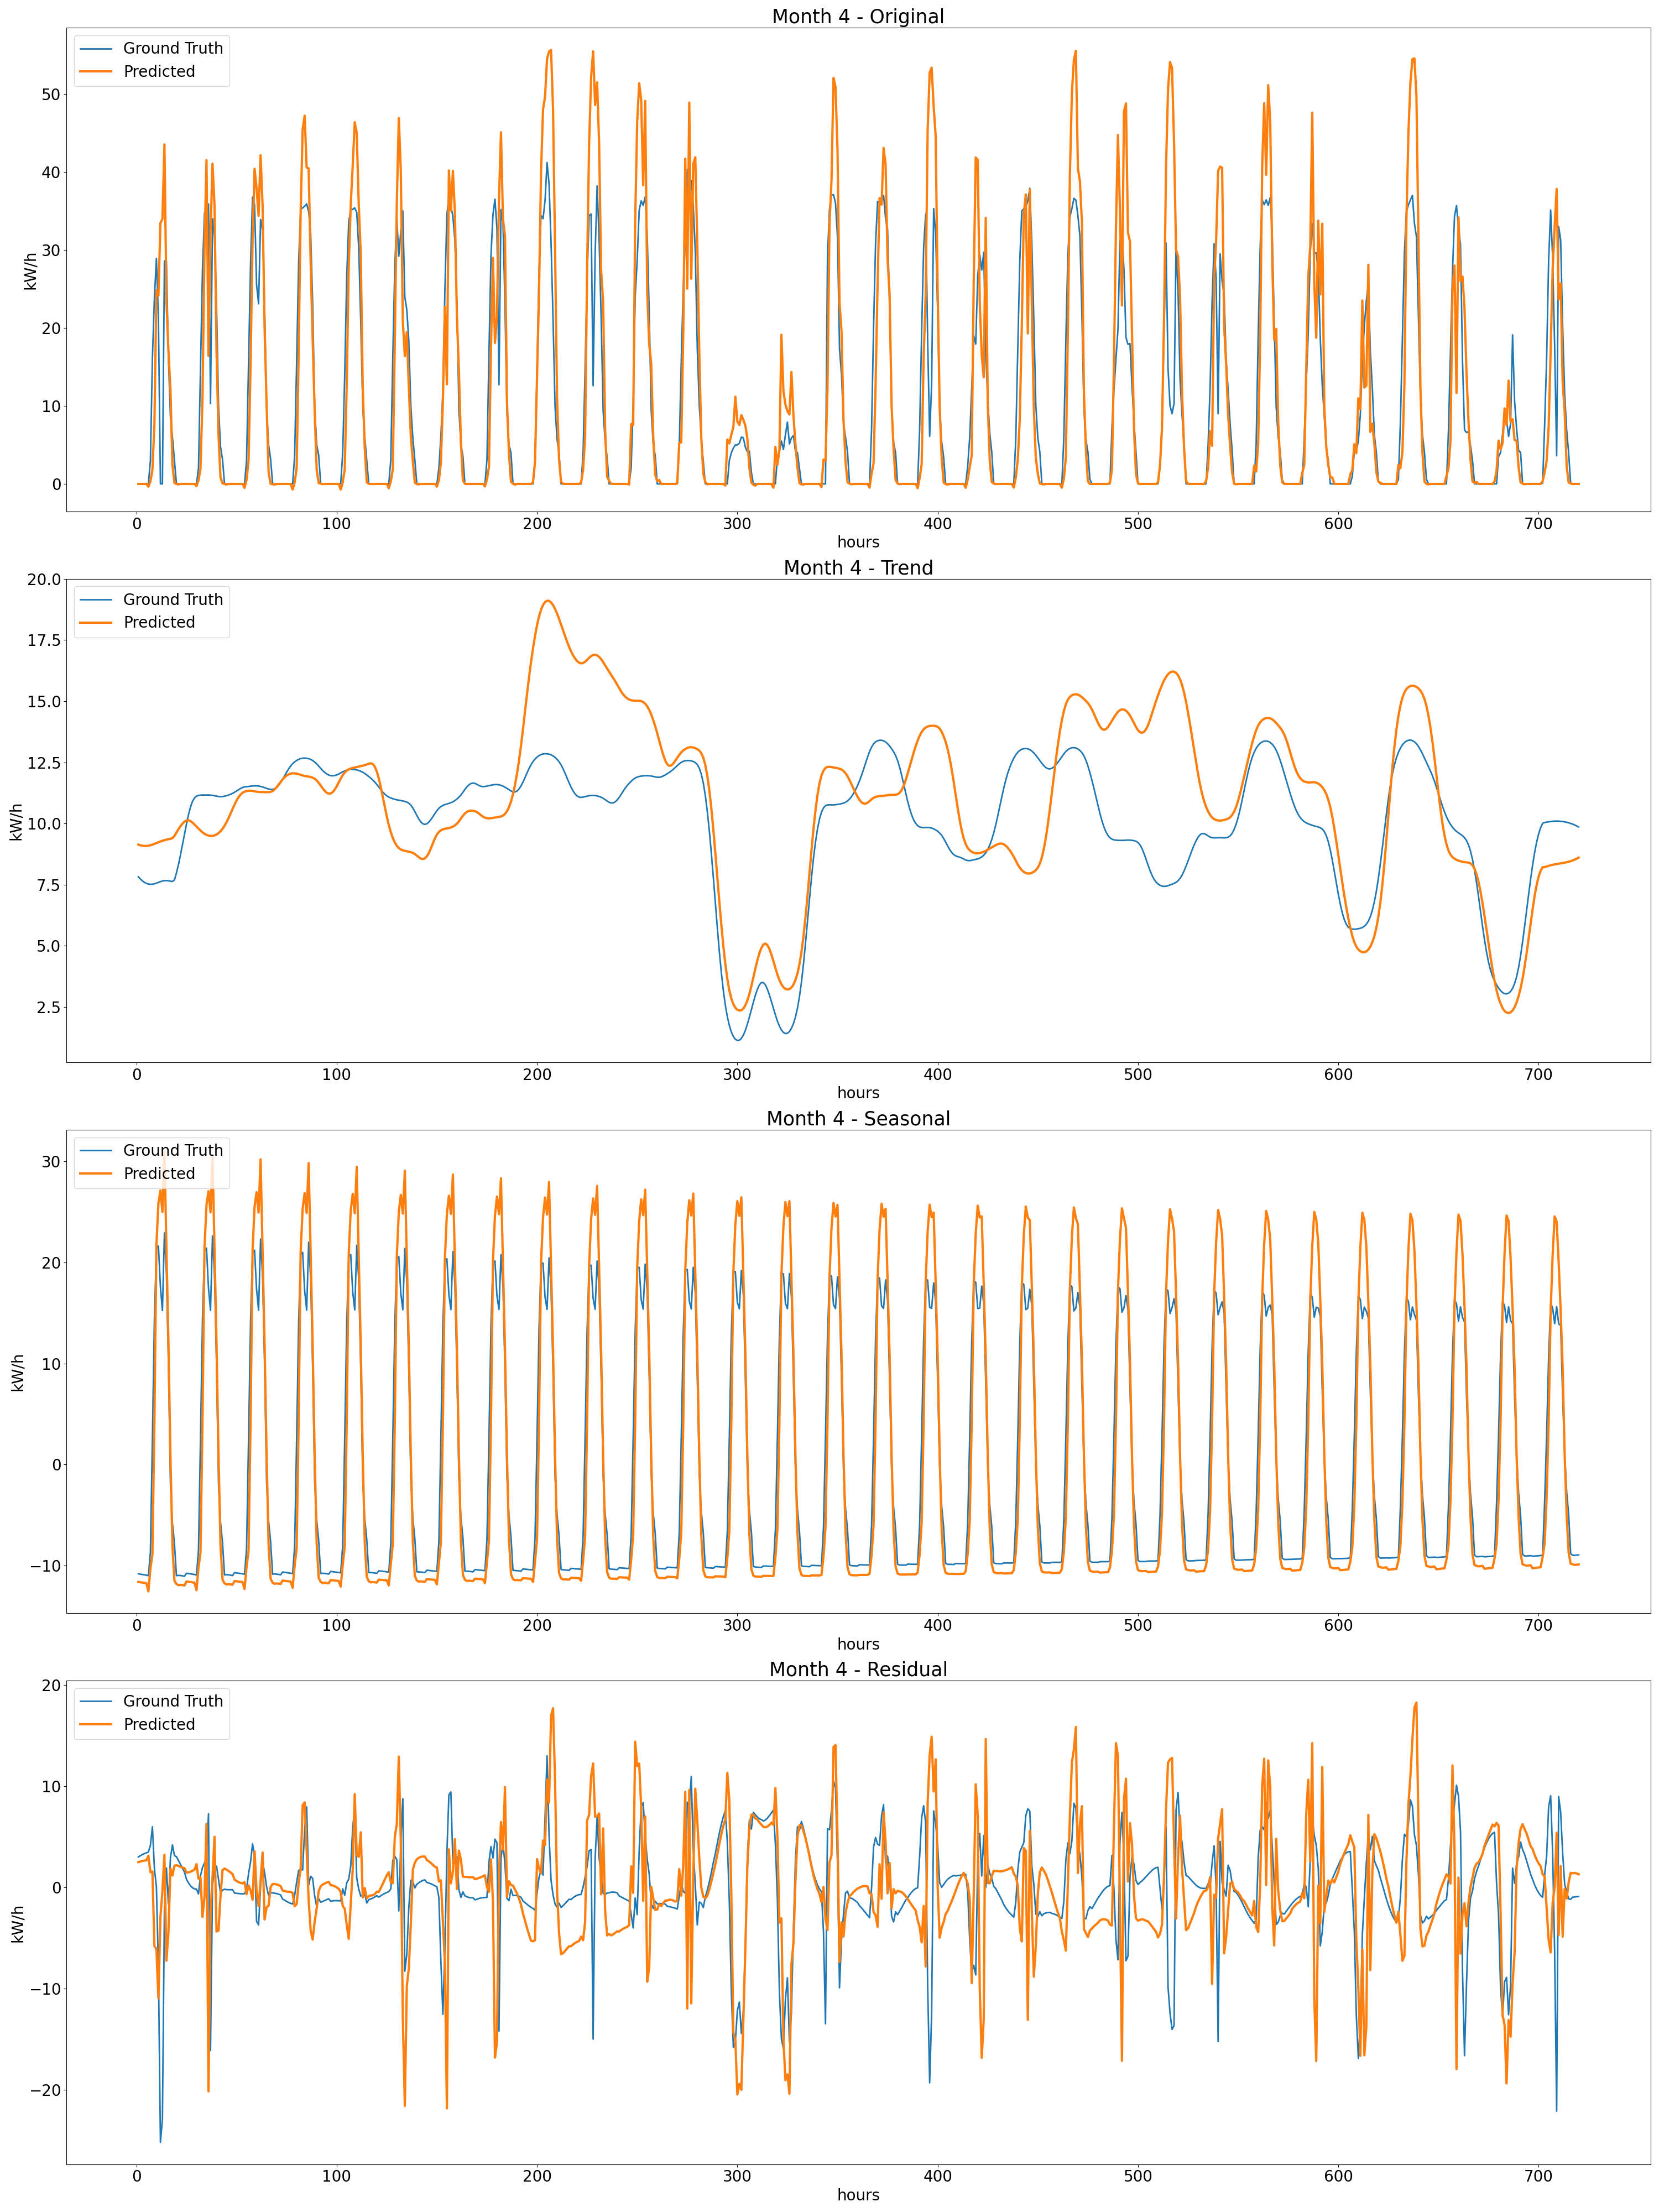 Month 4 - Original
Ground Truth
Predicted
50
40
30
20
10
0
kW/h
0 100 200 300 400 500 600 700
hours
Month 4 - Trend
Ground Truth
Predicted
20.0
17.5
15.0
12.5
10.0
7.5
5.0
2.5
kW/h
0 100 200 300 400 500 600 700
hours
Month 4 - Seasonal
Ground Truth
Predicted
30
20
10
0
−10
kW/h
0 100 200 300 400 500 600 700
hours
Month 4 - Residual
Ground Truth
Predicted
20
10
0
−10
−20
kW/h
0 100 200 300 400 500 600 700
hours